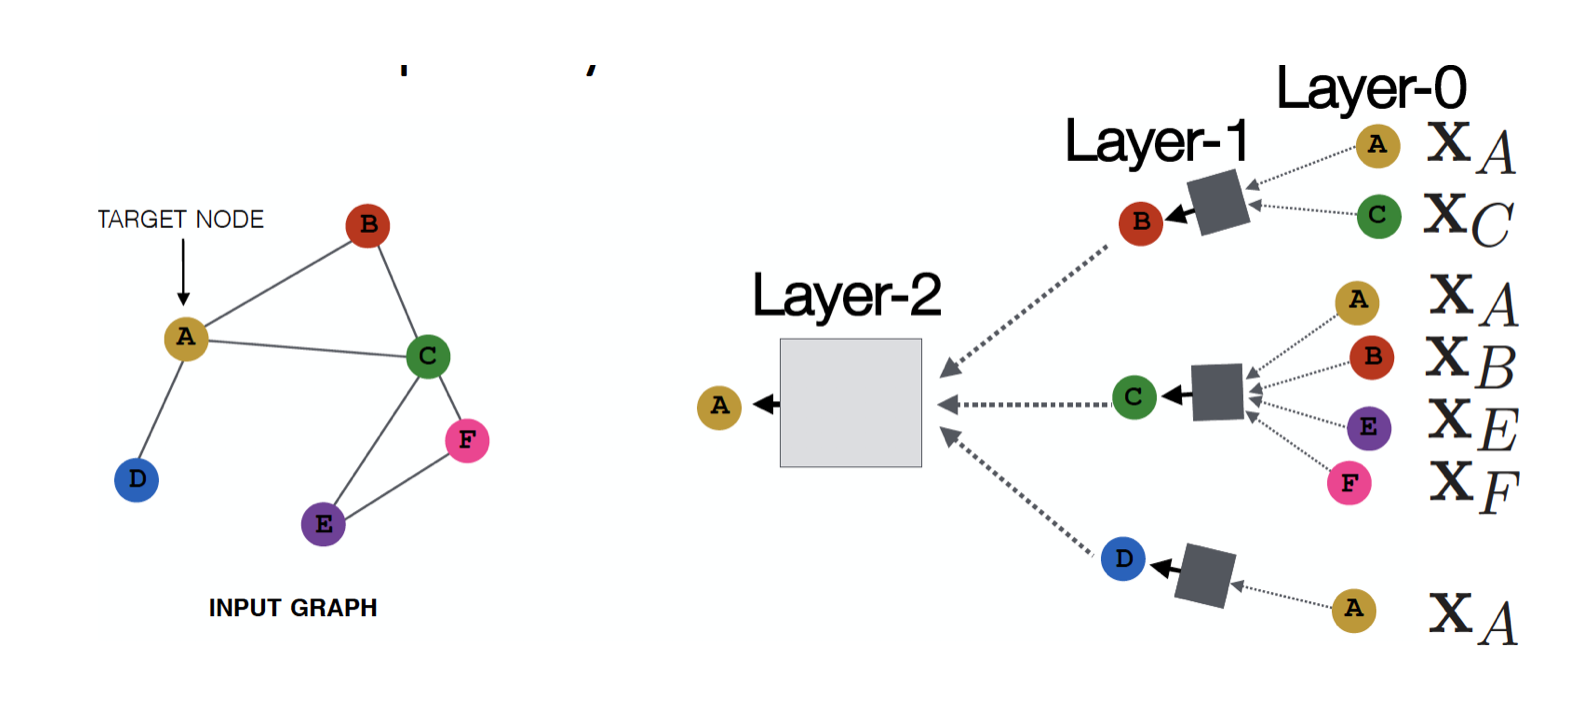 TARGET NODE
B
A
C
F
D
E
INPUT GRAPH
Layer-2
A
Layer-1
B
C
D
Layer-0
A x_A
C x_C
A x_A
B x_B
E x_E
F x_F
A x_A